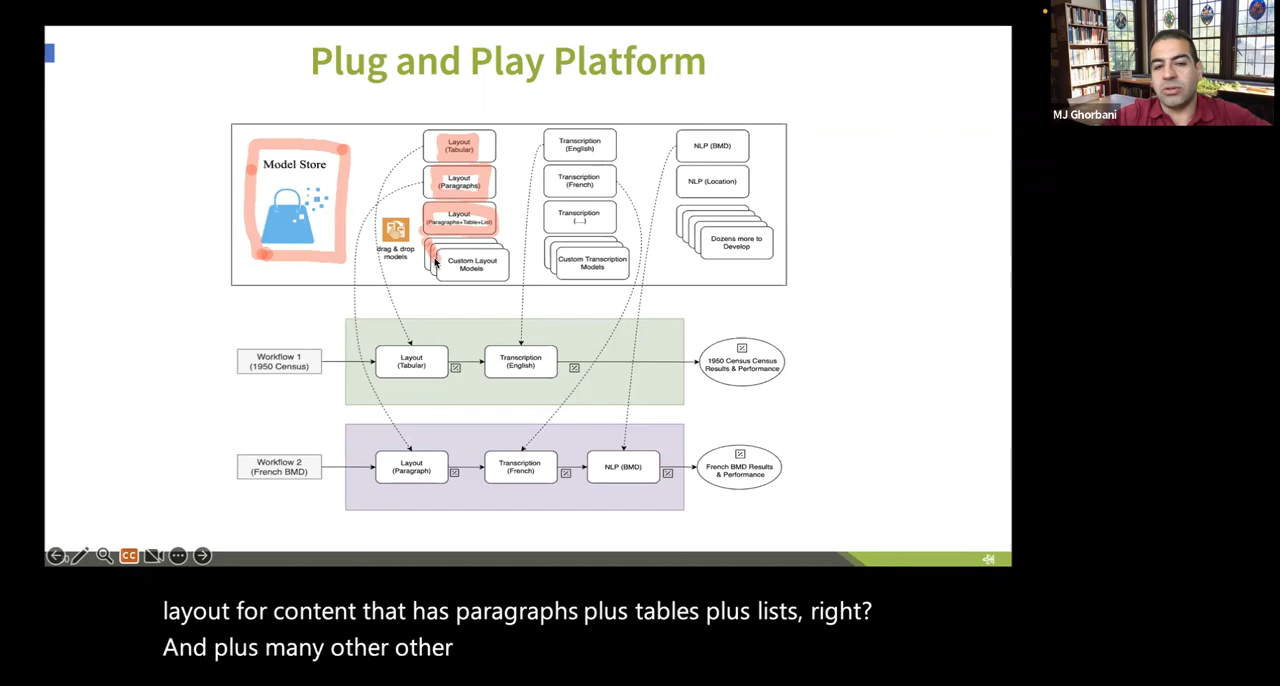 Plug and Play Platform
MJ Ghorbani
Model Store
drag & drop
models
Layout
(Tabular)
Layout
(Paragraphs)
Layout
(Paragraphs+Table+List)
Custom Layout
Models
Transcription
(English)
Transcription
(French)
Transcription
(....)
Custom Transcription
Models
NLP (BMD)
NLP (Location)
Dozens more to
Develop
Workflow 1
(1950 Census)
Layout
(Tabular)
Transcription
(English)
1950 Census Census
Results & Performance
Workflow 2
(French BMD)
Layout
(Paragraph)
Transcription
(French)
NLP (BMD)
French BMD Results
& Performance
CC
layout for content that has paragraphs plus tables plus lists, right?
And plus many other other